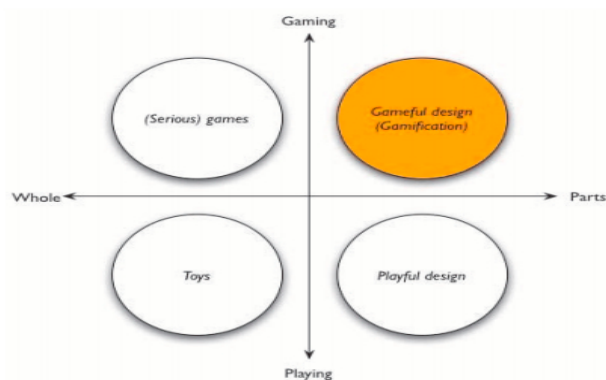 Gaming
(Serious) games
Gameful design
(Gamification)
Whole
Parts
Toys
Playful design
Playing